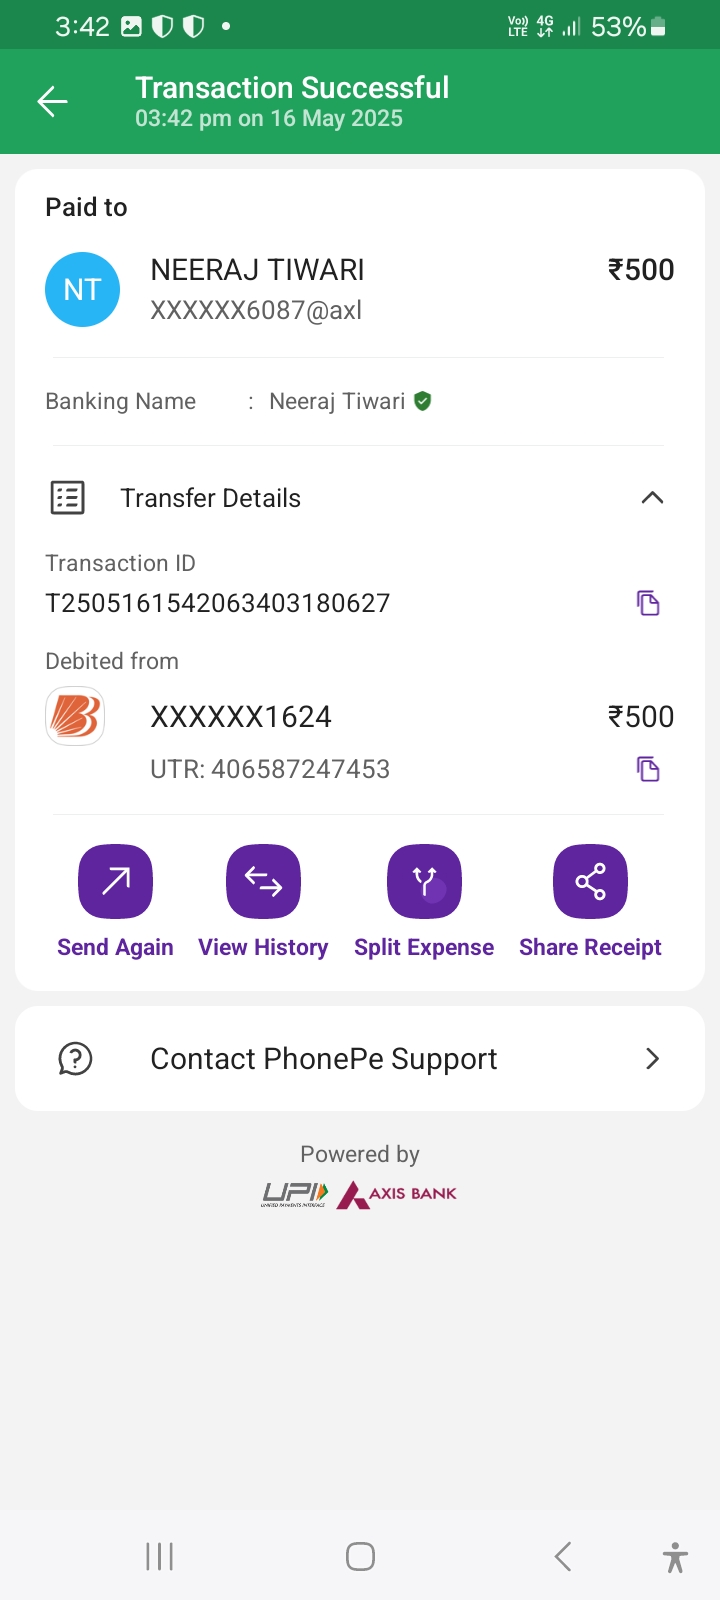 3:42
Vo)) LTE 4G 53%
Transaction Successful
03:42 pm on 16 May 2025
Paid to
NT
NEERAJ TIWARI ₹500
XXXXXX6087@axl
Banking Name : Neeraj Tiwari
Transfer Details
Transaction ID
T2505161542063403180627
Debited from
XXXXXX1624 ₹500
UTR: 406587247453
Send Again View History Split Expense Share Receipt
Contact PhonePe Support
Powered by
UPI AXIS BANK
UNIFIED PAYMENTS INTERFACE